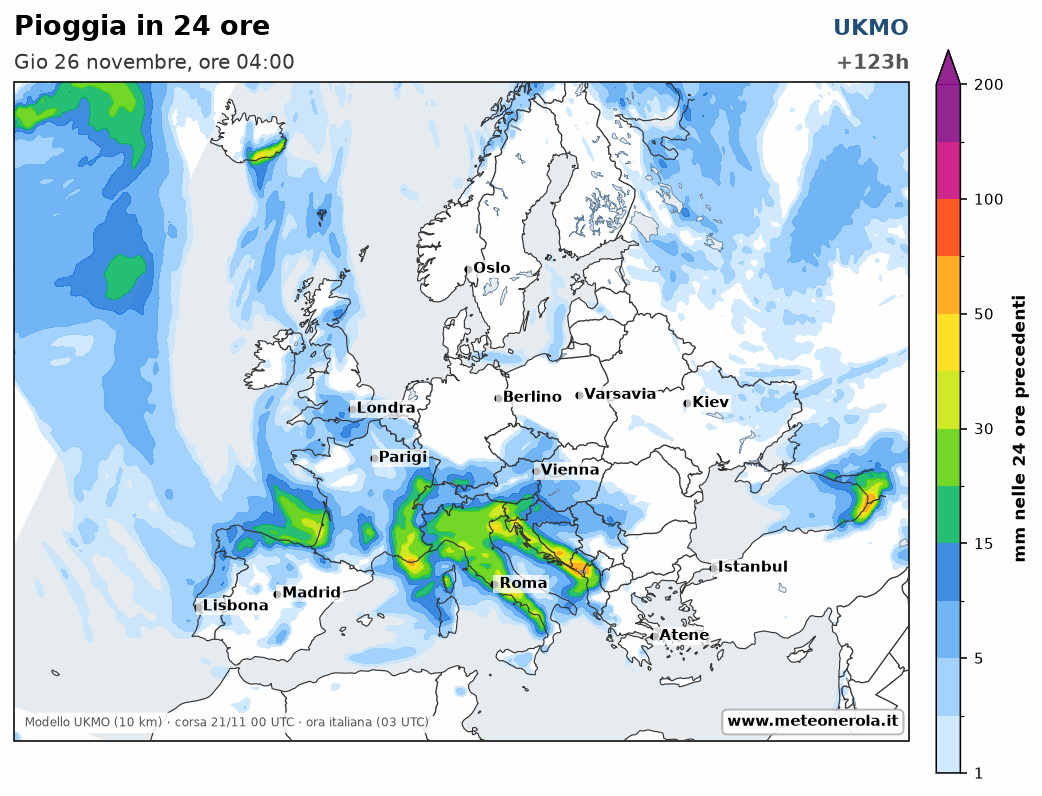 Pioggia in 24 ore
UKMO
Gio 26 novembre, ore 04:00
+123h
200
100
50
30
15
5
1
mm nelle 24 ore precedenti
Oslo
Berlino
Varsavia
Kiev
Londra
Parigi
Vienna
Istanbul
Roma
Madrid
Lisbona
Atene
Modello UKMO (10 km) · corsa 21/11 00 UTC · ora italiana (03 UTC)
www.meteonerola.it